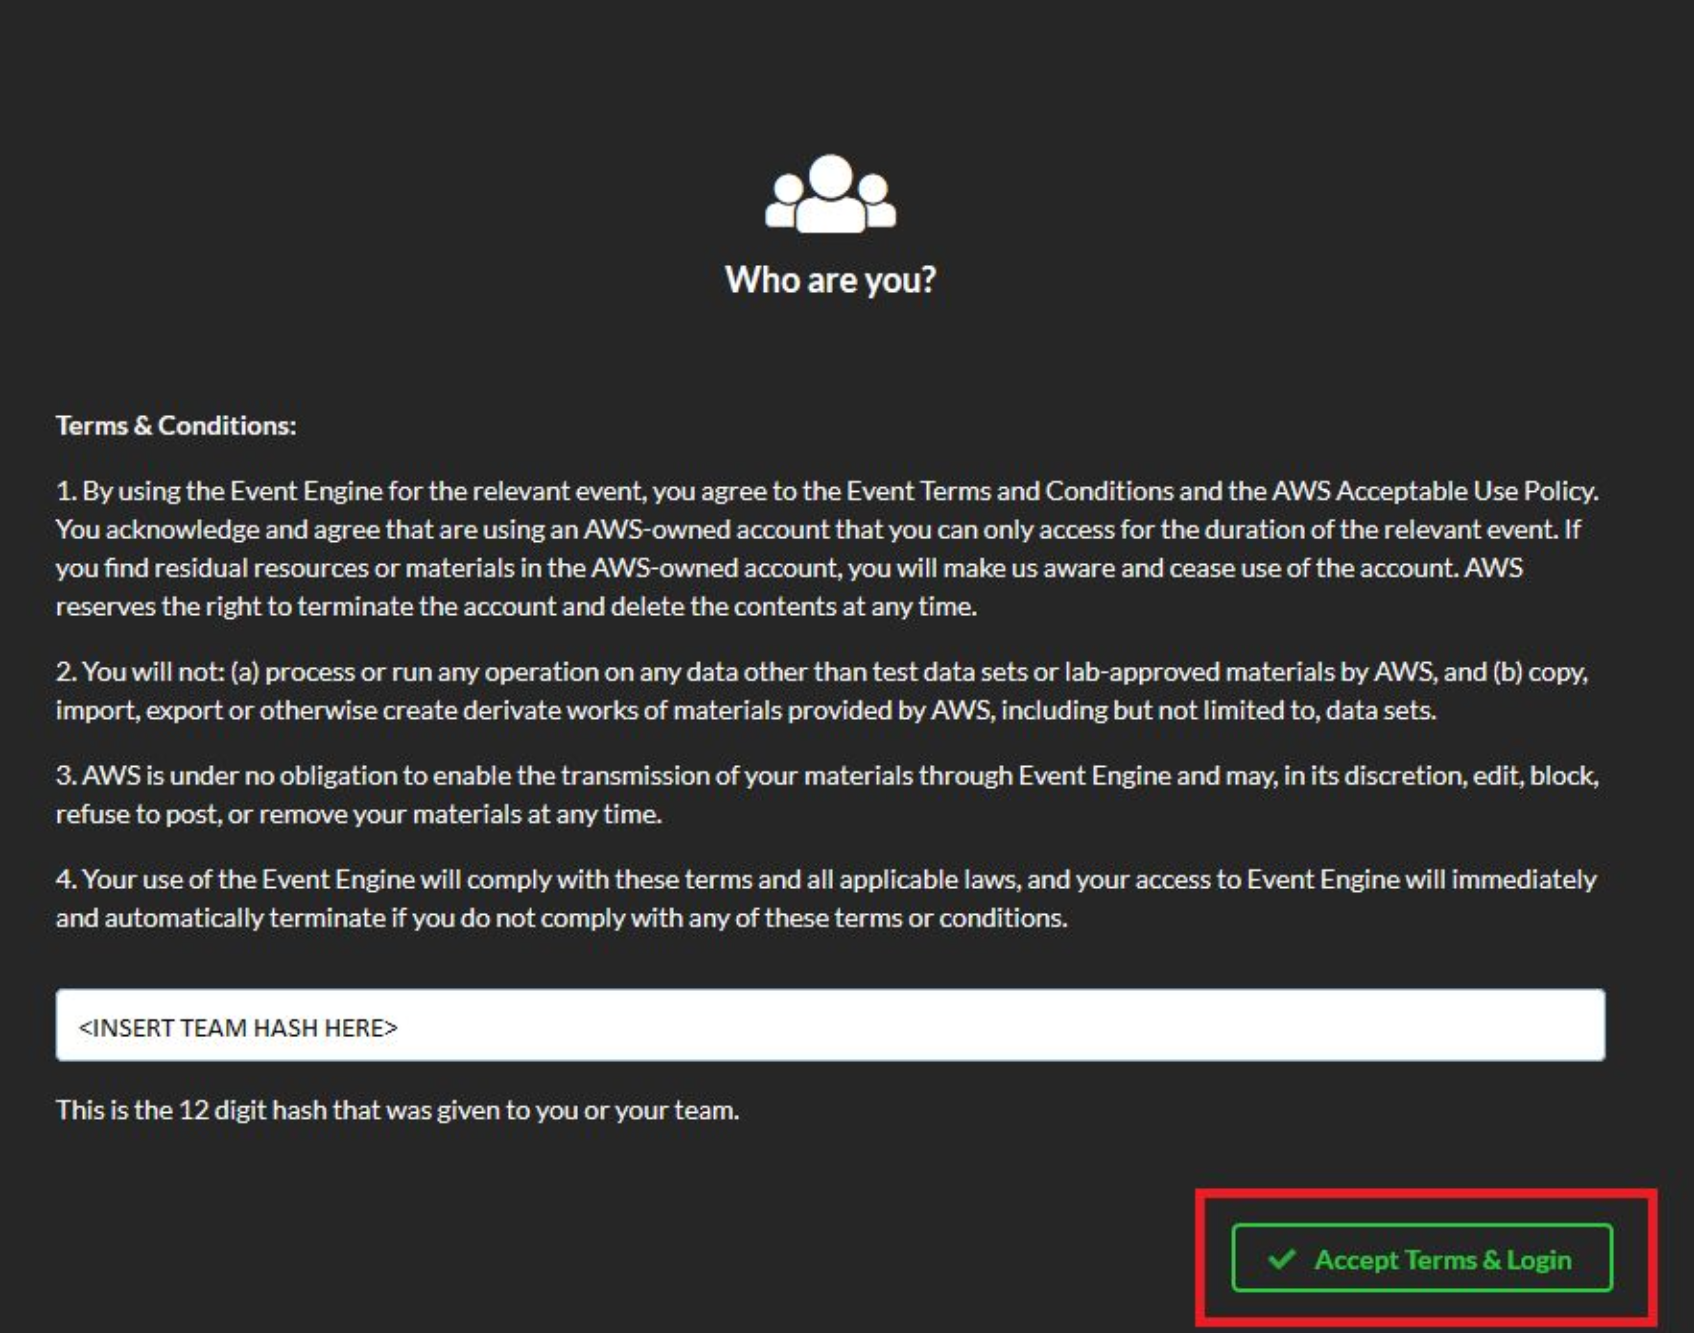 Who are you?
Terms & Conditions:
1. By using the Event Engine for the relevant event, you agree to the Event Terms and Conditions and the AWS Acceptable Use Policy.
You acknowledge and agree that are using an AWS-owned account that you can only access for the duration of the relevant event. If
you find residual resources or materials in the AWS-owned account, you will make us aware and cease use of the account. AWS
reserves the right to terminate the account and delete the contents at any time.
2. You will not: (a) process or run any operation on any data other than test data sets or lab-approved materials by AWS, and (b) copy,
import, export or otherwise create derivate works of materials provided by AWS, including but not limited to, data sets.
3. AWS is under no obligation to enable the transmission of your materials through Event Engine and may, in its discretion, edit, block,
refuse to post, or remove your materials at any time.
4. Your use of the Event Engine will comply with these terms and all applicable laws, and your access to Event Engine will immediately
and automatically terminate if you do not comply with any of these terms or conditions.
<INSERT TEAM HASH HERE>
This is the 12 digit hash that was given to you or your team.
Accept Terms & Login